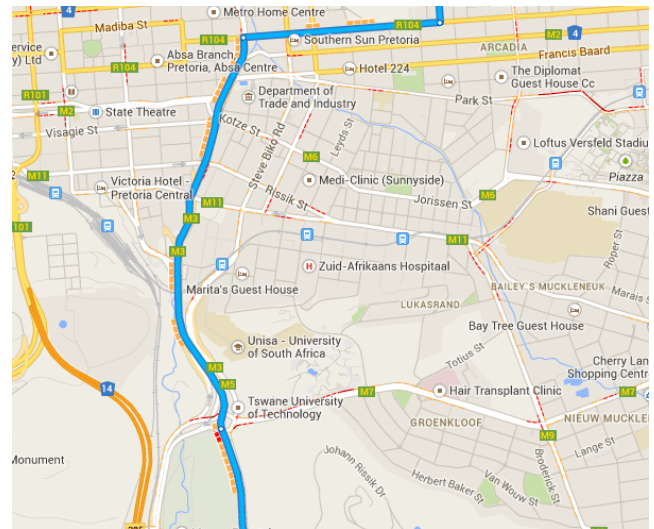 4
Metro Home Centre
R104
Madiba St
R104
Southern Sun Pretoria
M2
4
ARCADIA
Francis Baard
ervice
y) Ltd
R104
Absa Branch,
Pretoria, Absa Centre
Hotel 224
The Diplomat
Guest House Cc
R101
Department of
Trade and Industry
Park St
M2
State Theatre
Visagie St
Kotze St
Steve Biko Rd
Leyds St
Loftus Versfeld Stadiu
M6
Piazza
M11
Victoria Hotel -
Pretoria Central
Medi-Clinic (Sunnyside)
M6
Rissik St
Jorissen St
M11
M3
Shani Guest
101
M11
Roper St
M3
H
Zuid-Afrikaans Hospitaal
Marita's Guest House
BAILEY'S MUCKLENEUK
Marais S
LUKASRAND
Bay Tree Guest House
Unisa - University
of South Africa
Totius St
M3
Cherry Lan
Shopping Centr
14
M5
M7
Hair Transplant Clinic
M7
Tswane University
of Technology
GROENKLOOF
NIEUW MUCKLE
M9
Lange St
Monument
Johann Rissik Dr
Broderick St
Herbert Baker St
Van Wouw St